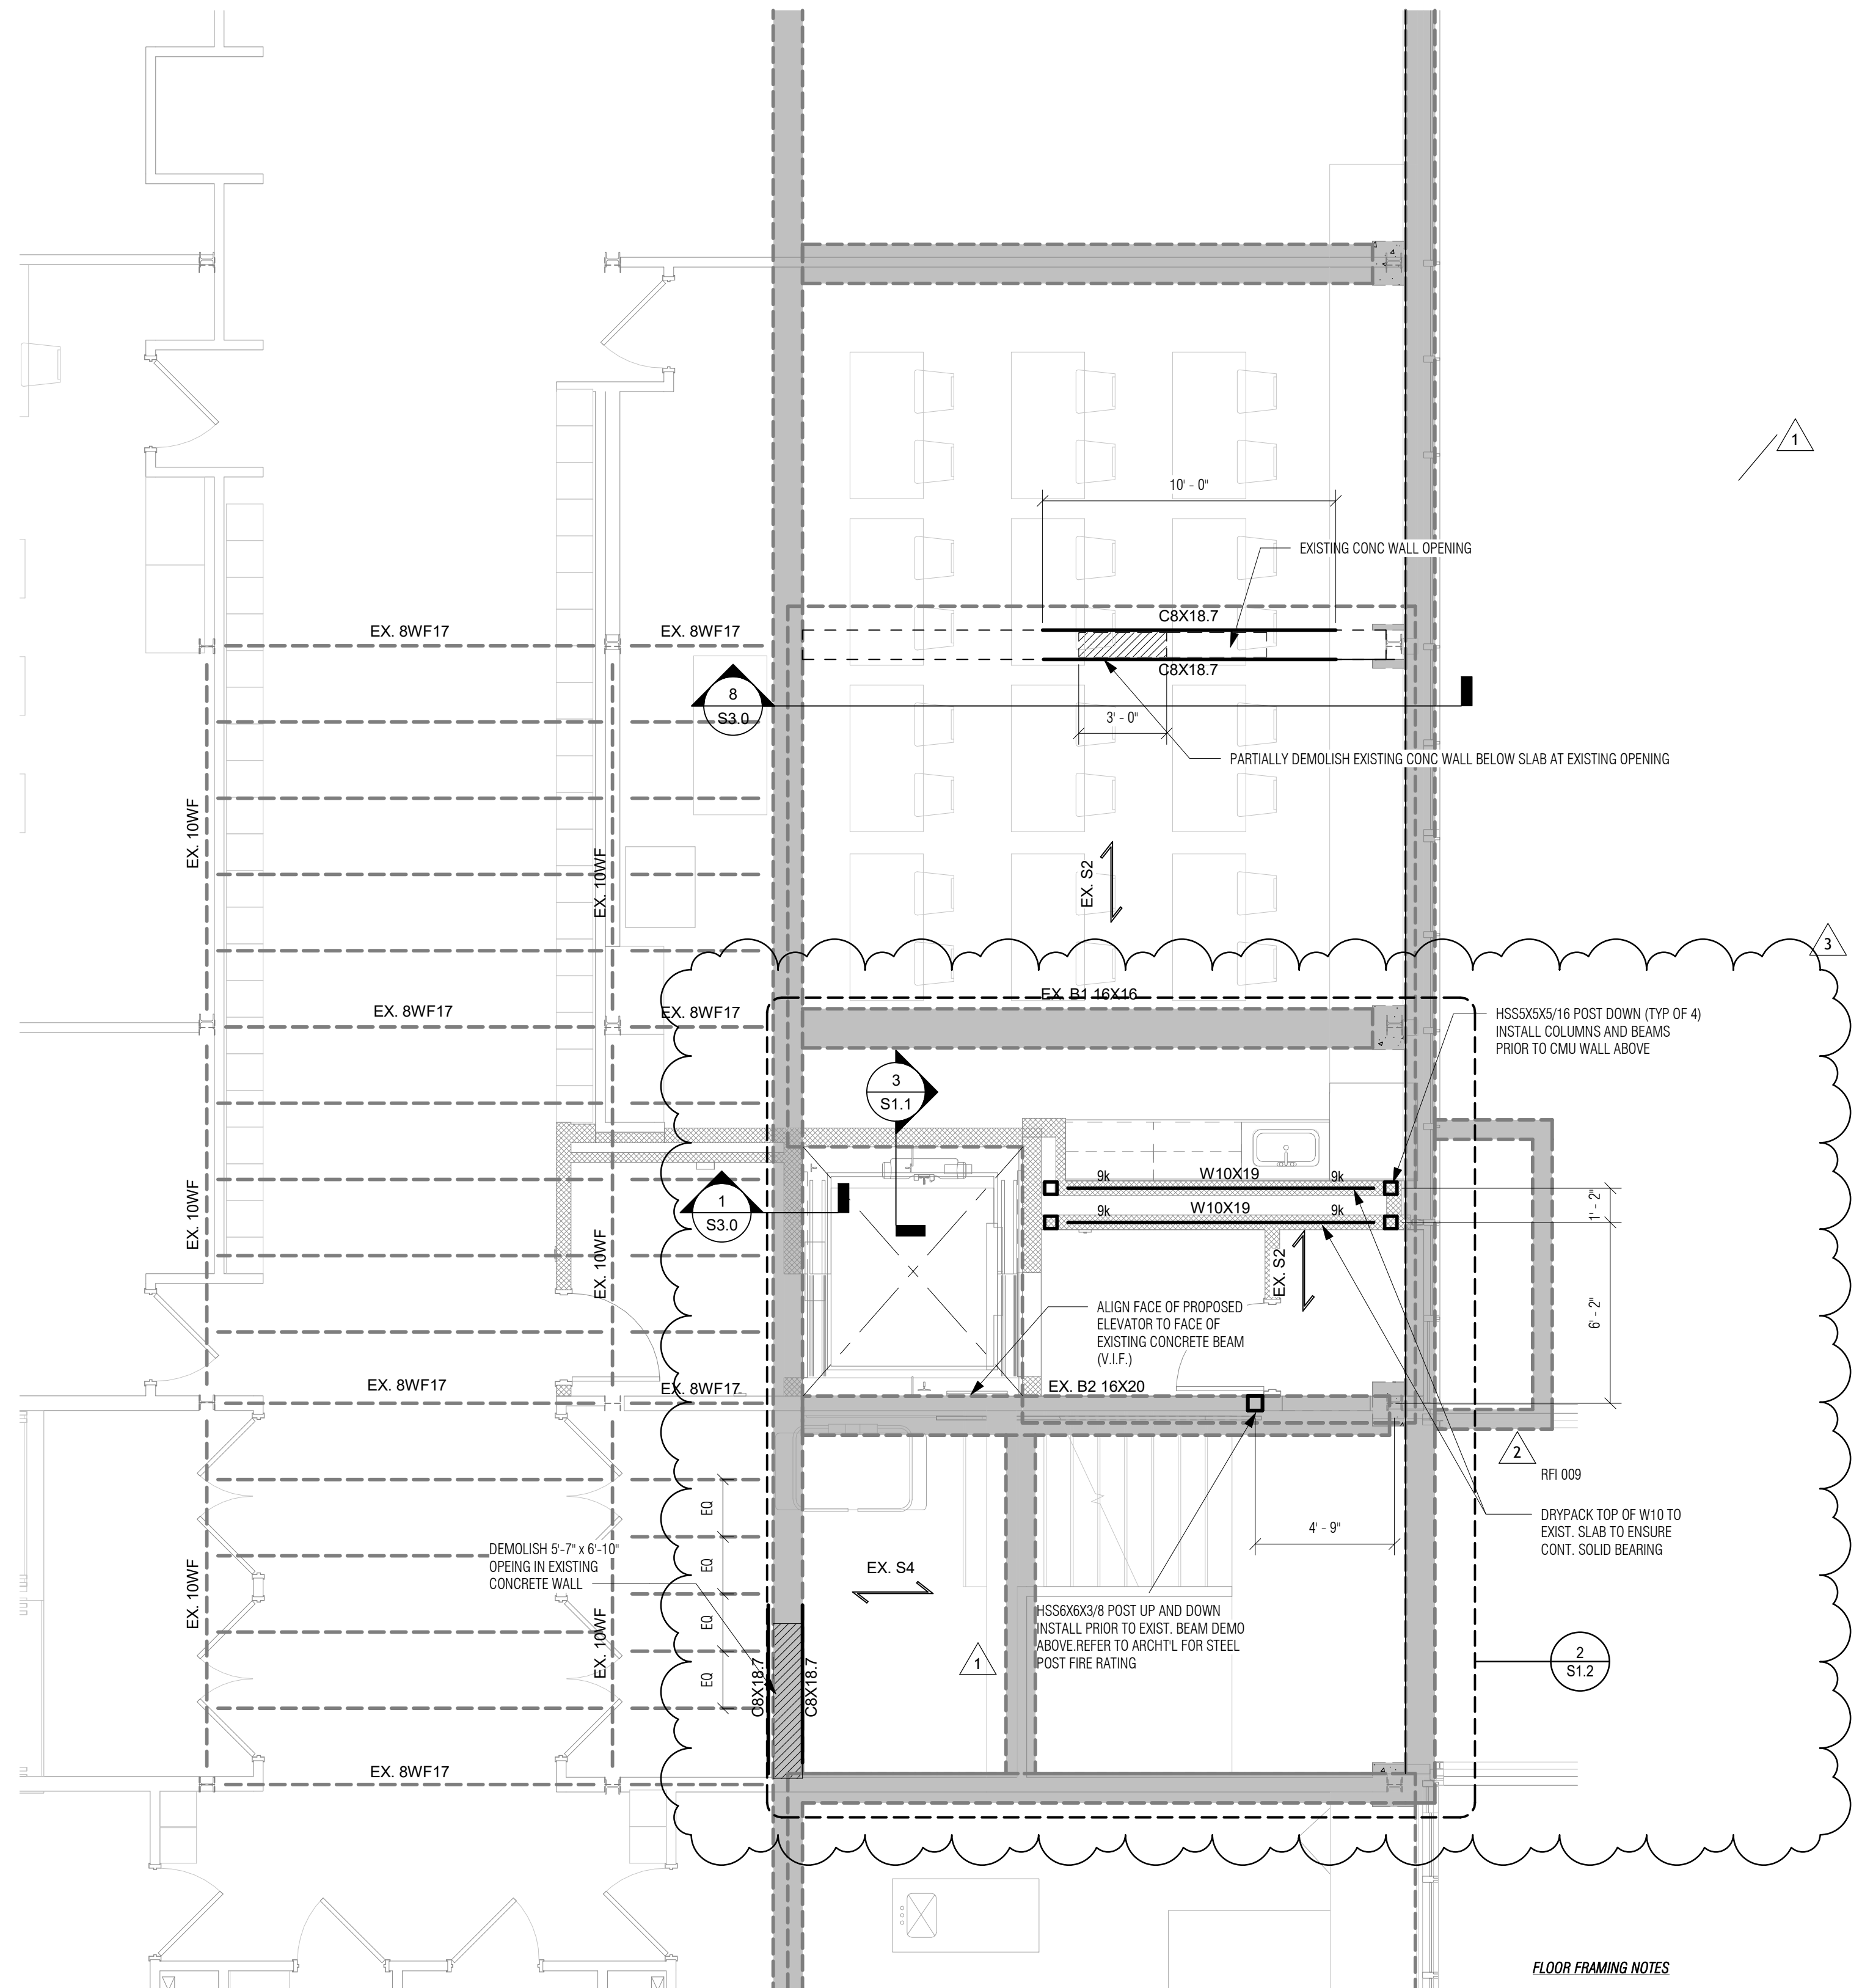 1
10' - 0"
EXISTING CONC WALL OPENING
C8X18.7
EX. 8WF17
EX. 8WF17
C8X18.7
8
S3.0
3' - 0"
PARTIALLY DEMOLISH EXISTING CONC WALL BELOW SLAB AT EXISTING OPENING
EX. 10WF
EX. 10WF
EX. S2
3
EX. B1 16X16
EX. 8WF17
EX. 8WF17
HSS5X5X5/16 POST DOWN (TYP OF 4)
INSTALL COLUMNS AND BEAMS
PRIOR TO CMU WALL ABOVE
3
S1.1
9k
W10X19
9k
1' - 2"
1
S3.0
9k
W10X19
9k
EX. 10WF
EX. 10WF
EX. S2
6' - 2"
ALIGN FACE OF PROPOSED
ELEVATOR TO FACE OF
EXISTING CONCRETE BEAM
(V.I.F.)
EX. 8WF17
EX. 8WF17
EX. B2 16X20
2
RFI 009
EQ
EQ
EQ
EQ
DRYPACK TOP OF W10 TO
EXIST. SLAB TO ENSURE
CONT. SOLID BEARING
4' - 9"
DEMOLISH 5'-7" x 6'-10"
OPEING IN EXISTING
CONCRETE WALL
EX. S4
EX. 10WF
EX. 10WF
HSS6X6X3/8 POST UP AND DOWN
INSTALL PRIOR TO EXIST. BEAM DEMO
ABOVE.REFER TO ARCHT'L FOR STEEL
POST FIRE RATING
1
2
S1.2
C8X18.7
C8X18.7
EX. 8WF17
FLOOR FRAMING NOTES